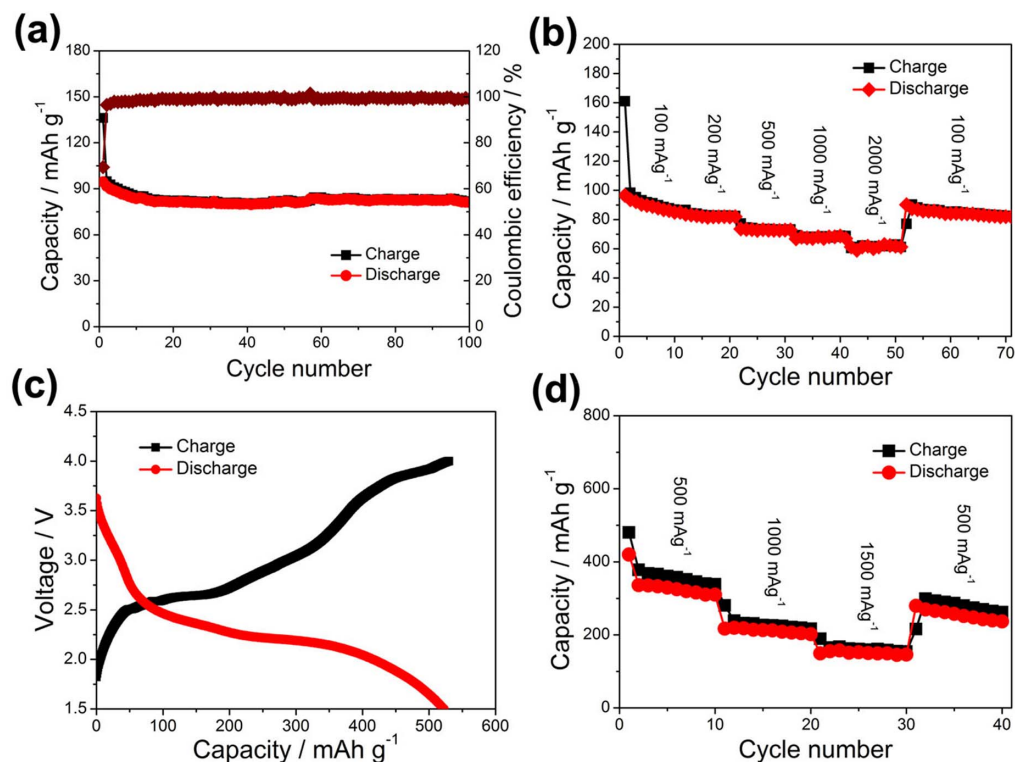 (a)
180
150
120
90
60
30
0
Capacity / mAh g-1
120
100
80
60
40
20
0
Coulombic efficiency / %
Charge
Discharge
0 20 40 60 80 100
Cycle number
(b)
200
180
160
140
120
100
80
60
40
20
0
Capacity / mAh g-1
Charge
Discharge
100 mAg-1
200 mAg-1
500 mAg-1
1000 mAg-1
2000 mAg-1
100 mAg-1
0 10 20 30 40 50 60 70
Cycle number
(c)
4.5
4.0
3.5
3.0
2.5
2.0
1.5
Voltage / V
Charge
Discharge
0 100 200 300 400 500 600
Capacity / mAh g-1
(d)
800
600
400
200
0
Capacity / mAh g-1
Charge
Discharge
500 mAg-1
1000 mAg-1
1500 mAg-1
500 mAg-1
0 10 20 30 40
Cycle number